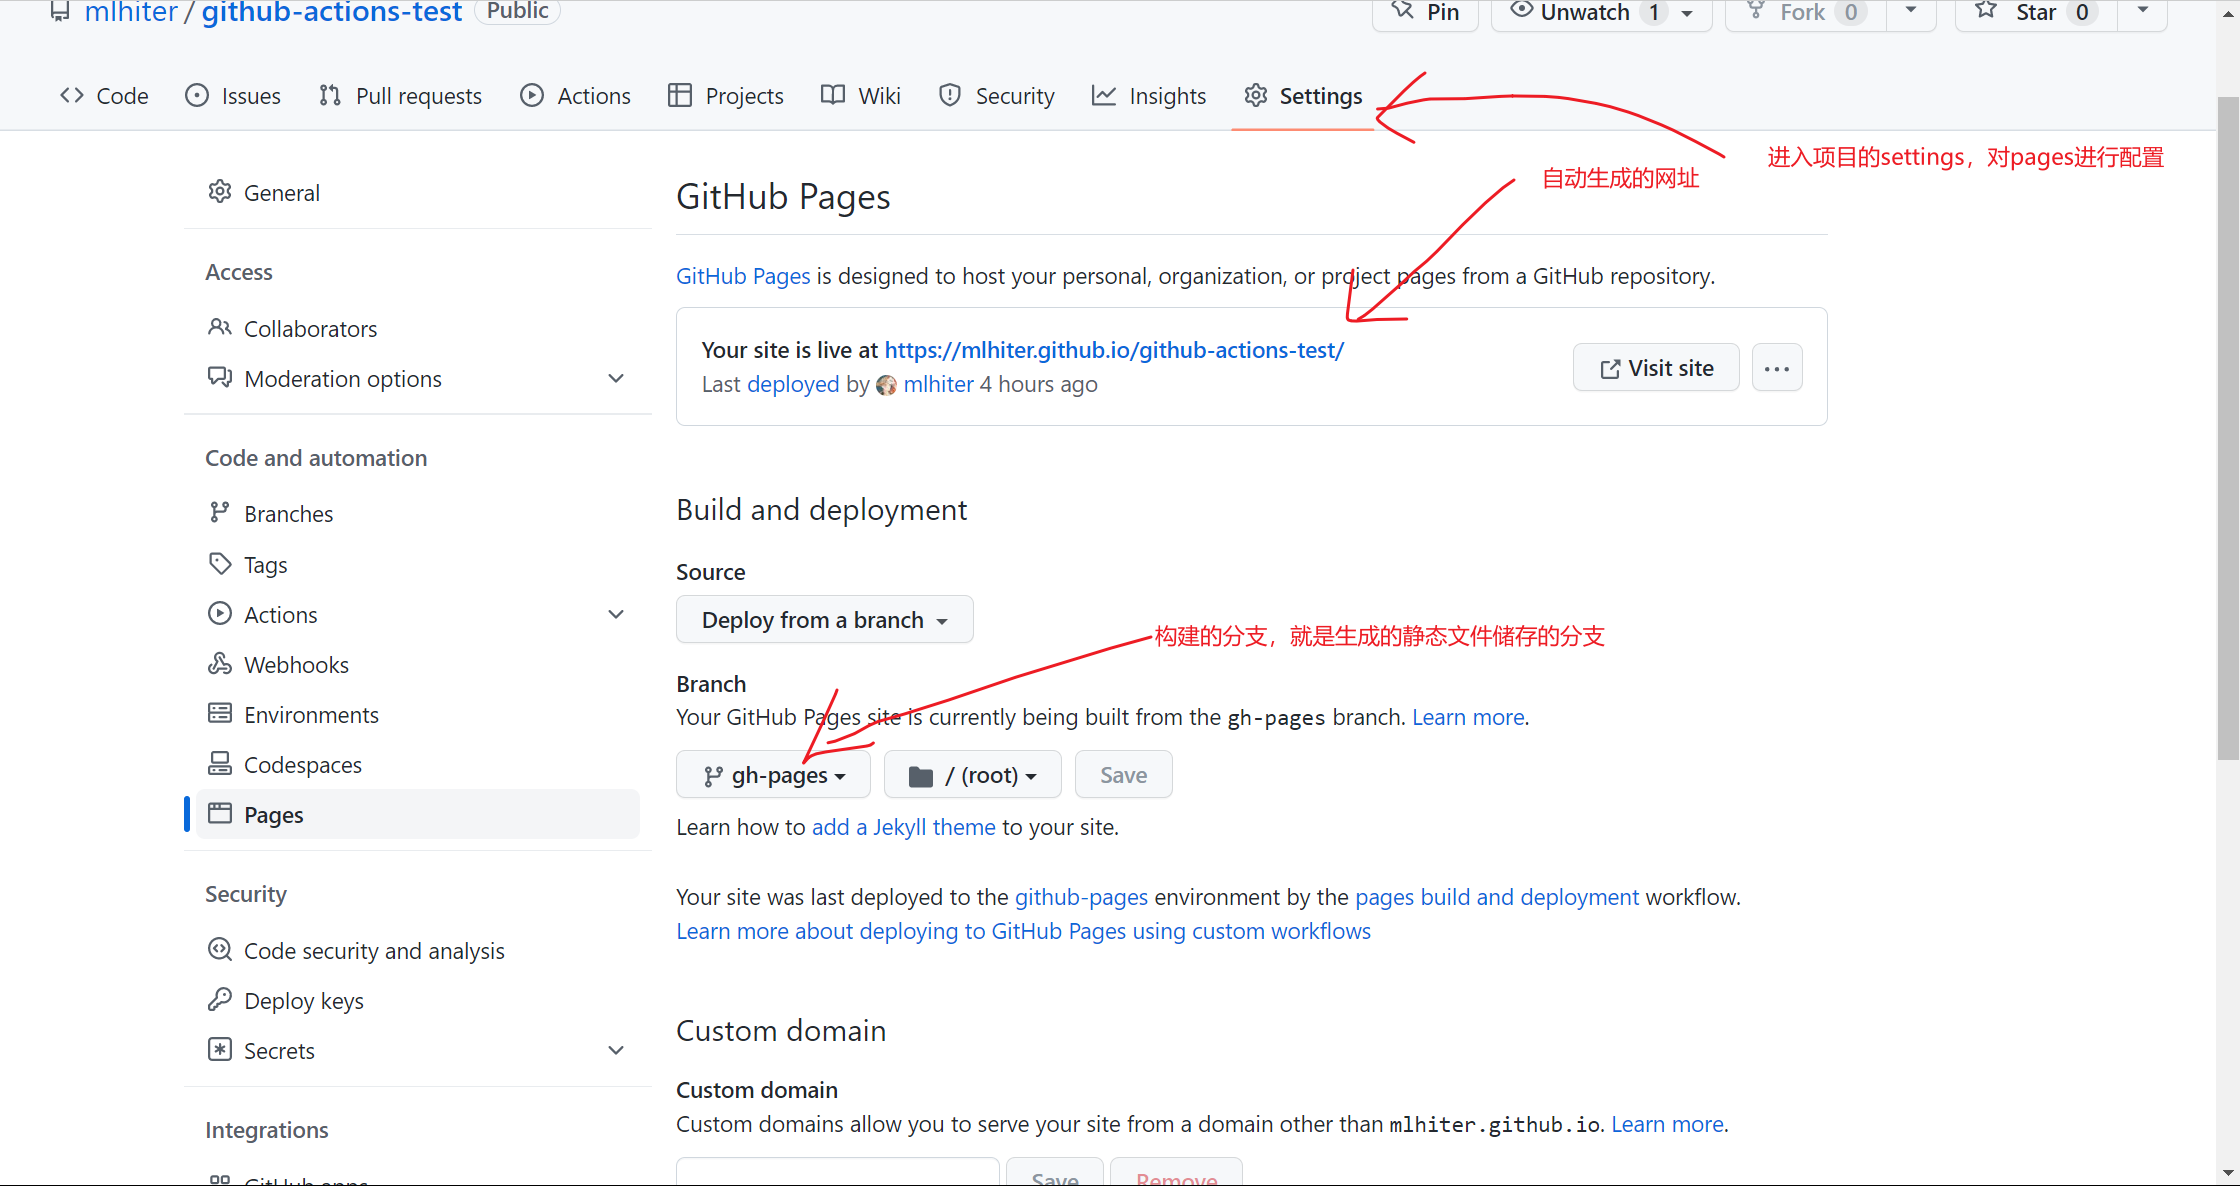 mlhiter / github-actions-test Public
Pin Unwatch 1 Fork 0 Star 0
Code Issues Pull requests Actions Projects Wiki Security Insights Settings
进入项目的settings，对pages进行配置
自动生成的网址
General
Access
Collaborators
Moderation options
Code and automation
Branches
Tags
Actions
Webhooks
Environments
Codespaces
Pages
Security
Code security and analysis
Deploy keys
Secrets
Integrations
GitHub apps
GitHub Pages
GitHub Pages is designed to host your personal, organization, or project pages from a GitHub repository.
Your site is live at https://mlhiter.github.io/github-actions-test/
Last deployed by mlhiter 4 hours ago
Visit site
Build and deployment
Source
Deploy from a branch
构建的分支，就是生成的静态文件储存的分支
Branch
Your GitHub Pages site is currently being built from the gh-pages branch. Learn more.
gh-pages / (root) Save
Learn how to add a Jekyll theme to your site.
Your site was last deployed to the github-pages environment by the pages build and deployment workflow.
Learn more about deploying to GitHub Pages using custom workflows
Custom domain
Custom domain
Custom domains allow you to serve your site from a domain other than mlhiter.github.io. Learn more.
Save Remove